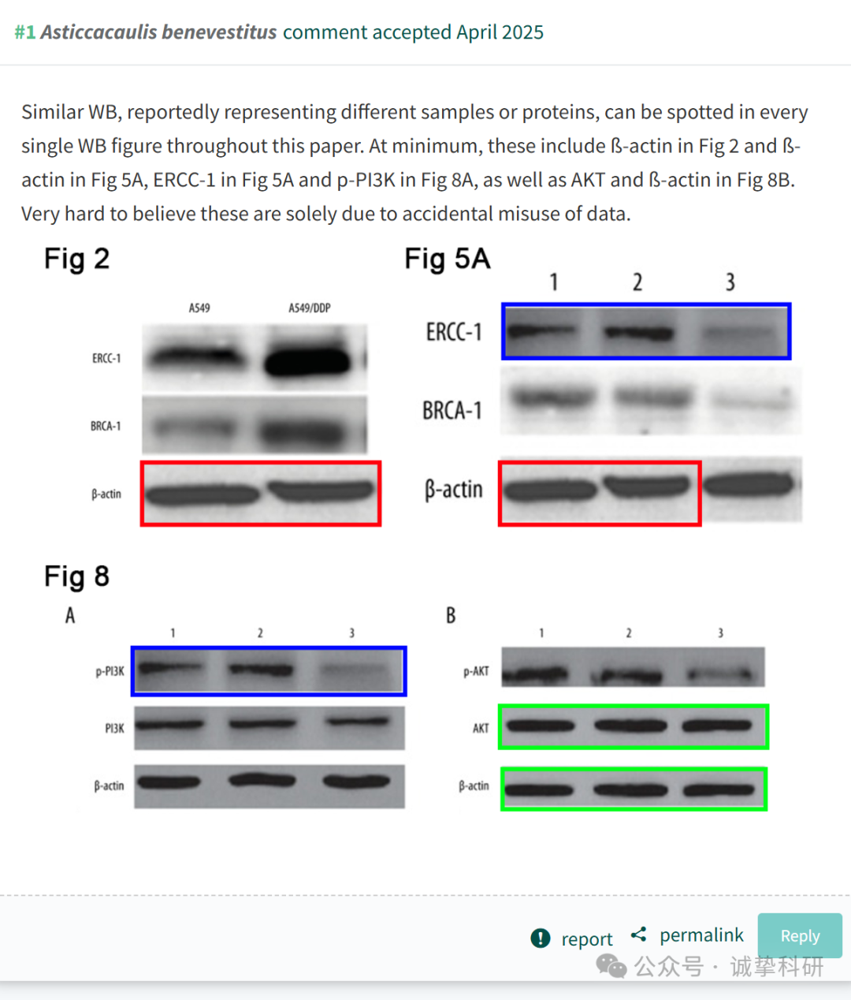 #1 Asticcacaulis benevestitus comment accepted April 2025
Similar WB, reportedly representing different samples or proteins, can be spotted in every
single WB figure throughout this paper. At minimum, these include ß-actin in Fig 2 and ß-
actin in Fig 5A, ERCC-1 in Fig 5A and p-PI3K in Fig 8A, as well as AKT and ß-actin in Fig 8B.
Very hard to believe these are solely due to accidental misuse of data.
Fig 2
A549 A549/DDP
ERCC-1
BRCA-1
β-actin
Fig 5A
1 2 3
ERCC-1
BRCA-1
β-actin
Fig 8
A
1 2 3
p-PI3K
PI3K
β-actin
B
1 2 3
p-AKT
AKT
β-actin
! report permalink Reply
公众号 · 诚挚科研